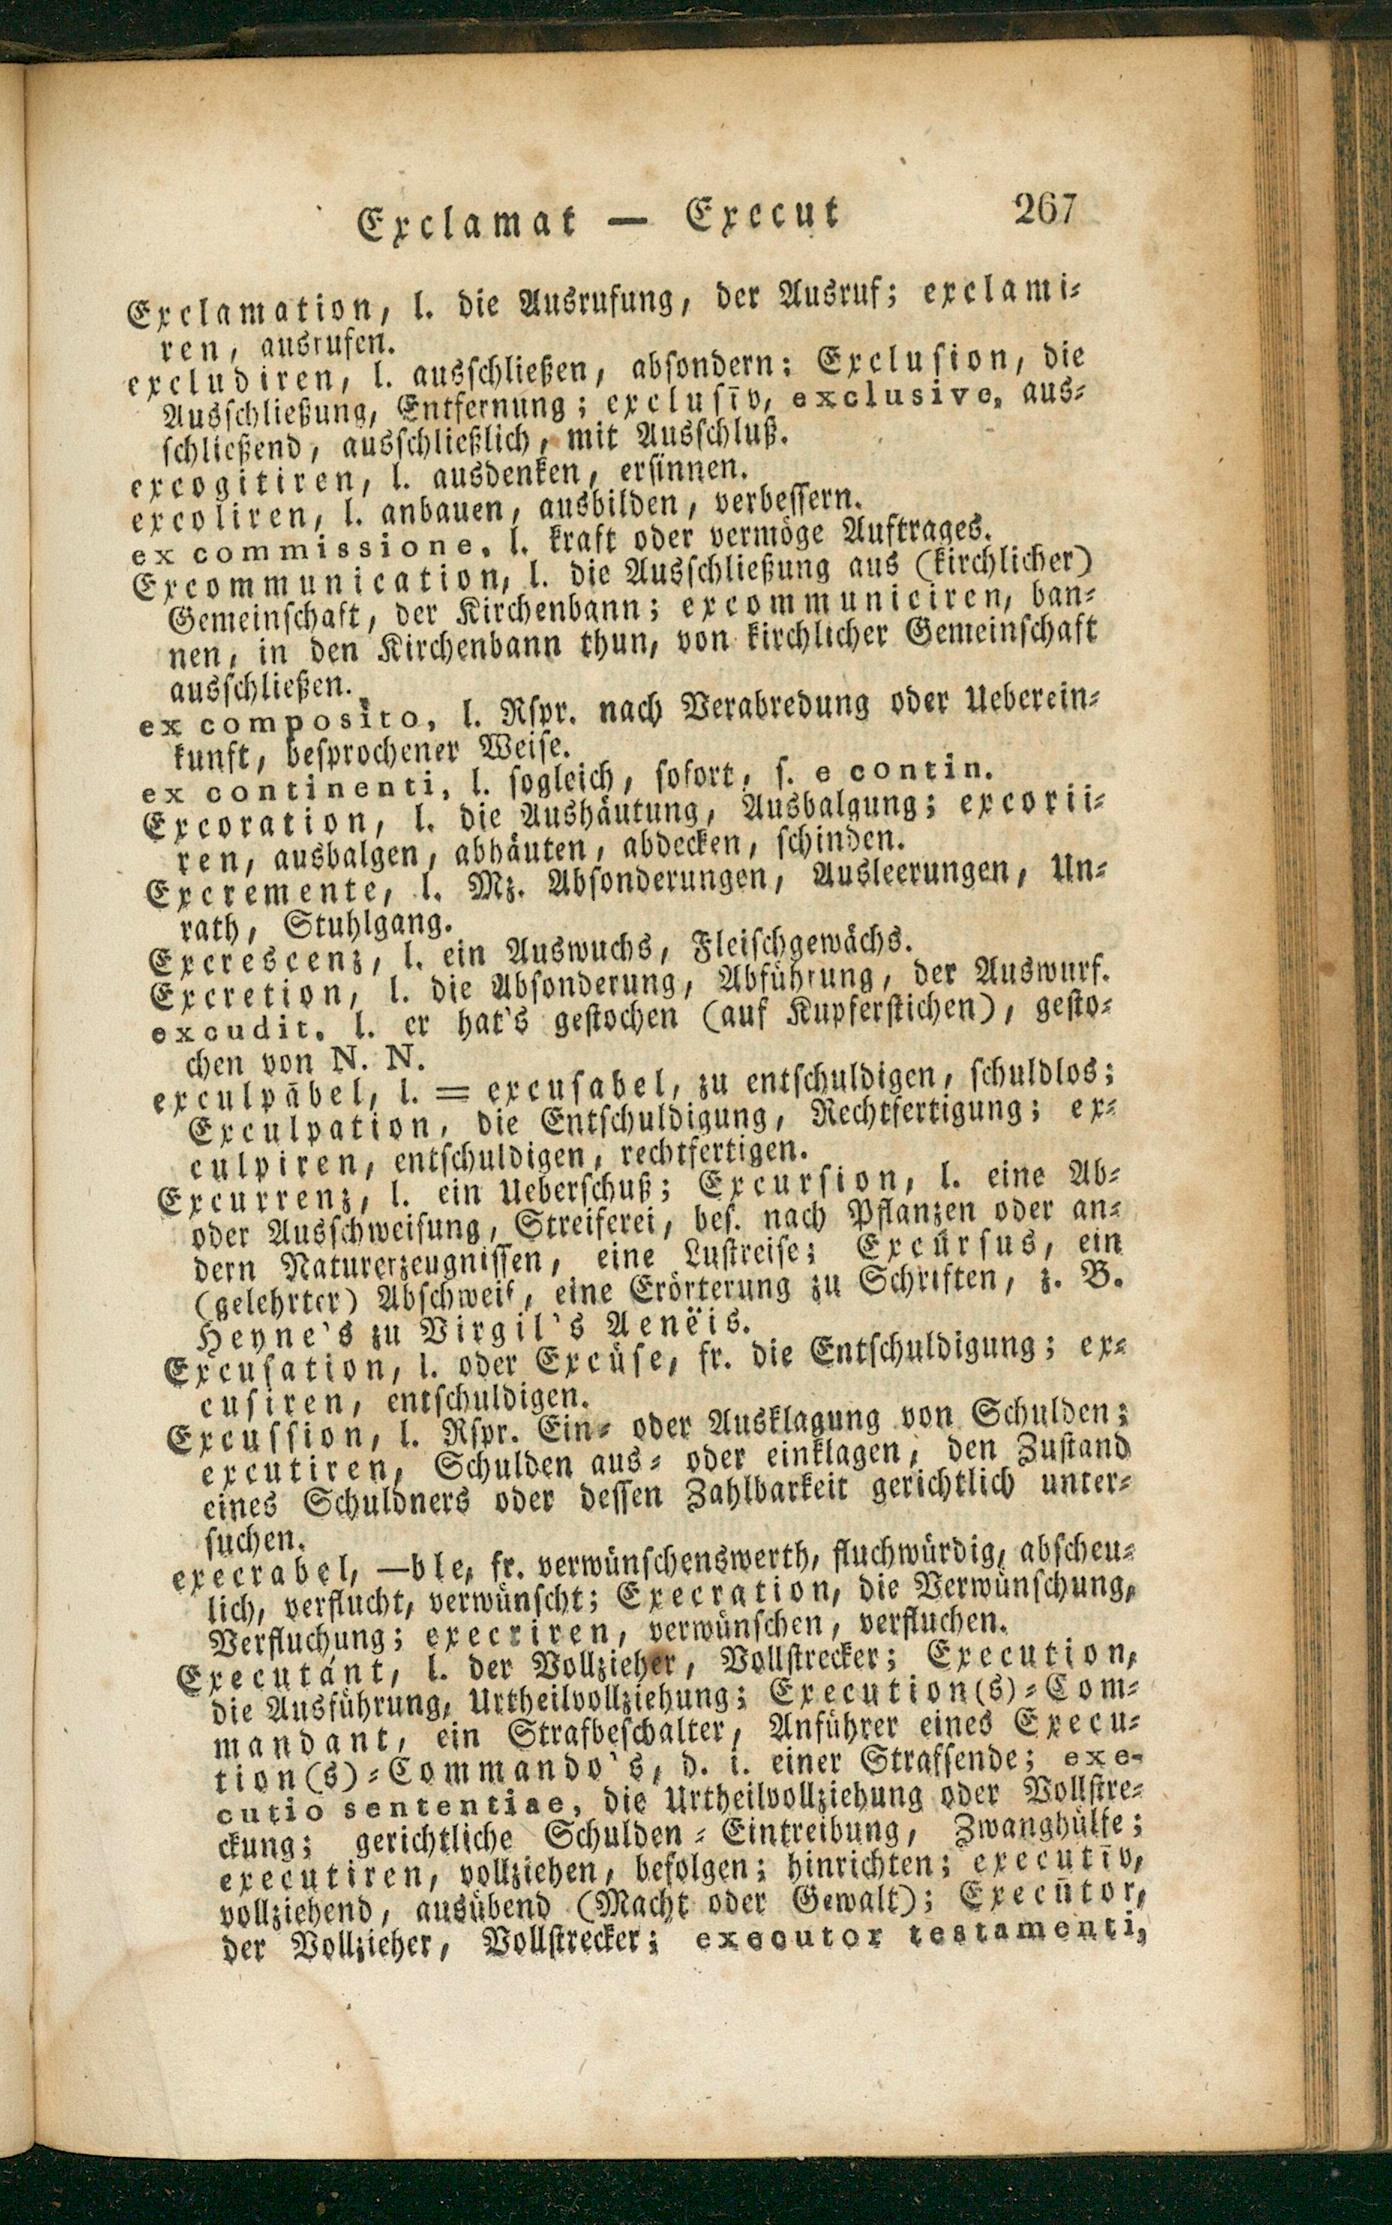 Exclamat — Execut 267
Exclamation, l. die Ausrufung, der Ausruf; exclami-
ren, ausrufen.
excludiren, l. ausschließen, absondern; Exclusion, die
Ausschließung, Entfernung; exclusīv, exclusive, aus-
schließend, ausschließlich, mit Ausschluß.
excogitiren, l. ausdenken, ersinnen.
excoliren, l. anbauen, ausbilden, verbessern.
ex commissione, l. kraft oder vermöge Auftrages.
Excommunication, l. die Ausschließung aus (kirchlicher)
Gemeinschaft, der Kirchenbann; excommuniciren, ban-
nen, in den Kirchenbann thun, von kirchlicher Gemeinschaft
ausschließen.
ex composito, l. Rspr. nach Verabredung oder Ueberein-
kunft, besprochener Weise.
ex continenti, l. sogleich, sofort, s. e contin.
Excoration, l. die Aushäutung, Ausbalgung; excorii-
ren, ausbalgen, abhäuten, abdecken, schinden.
Excremente, l. Mz. Absonderungen, Ausleerungen, Un-
rath, Stuhlgang.
Excrescenz, l. ein Auswuchs, Fleischgewächs.
Excretion, l. die Absonderung, Abführung, der Auswurf.
excudit, l. er hat's gestochen (auf Kupferstichen), gesto-
chen von N. N.
exculpābel, l. = excusabel, zu entschuldigen, schuldlos;
Exculpation, die Entschuldigung, Rechtfertigung; ex-
culpiren, entschuldigen, rechtfertigen.
Excurrenz, l. ein Ueberschuß; Excursion, l. eine Ab-
oder Ausschweifung, Streiferei, bes. nach Pflanzen oder an-
dern Naturerzeugnissen, eine Lustreise; Excūrsus, ein
(gelehrter) Abschweif, eine Erörterung zu Schriften, z. B.
Heyne's zu Virgil's Aenëis.
Excusation, l. oder Excüse, fr. die Entschuldigung; ex-
cusiren, entschuldigen.
Excussion, l. Rspr. Ein- oder Ausklagung von Schulden;
excutiren, Schulden aus- oder einklagen, den Zustand
eines Schuldners oder dessen Zahlbarkeit gerichtlich unter-
suchen.
execrabel, —ble, fr. verwünschenswerth, fluchwürdig, abscheu-
lich, verflucht, verwünscht; Execration, die Verwünschung,
Verfluchung; execriren, verwünschen, verfluchen.
Executánt, l. der Vollzieher, Vollstrecker; Execution,
die Ausführung, Urtheilvollziehung; Execution(s)-Com-
mandant, ein Strafbeschalter, Anführer eines Execu-
tion(s)-Commando's, d. i. einer Strafsende; exe-
cutio sententiae, die Urtheilvollziehung oder Vollstre-
ckung; gerichtliche Schulden-Eintreibung, Zwanghülfe;
executiren, vollziehen, befolgen; hinrichten; executīv,
vollziehend, ausübend (Macht oder Gewalt); Execūtor,
der Vollzieher, Vollstrecker; executor testamenti,